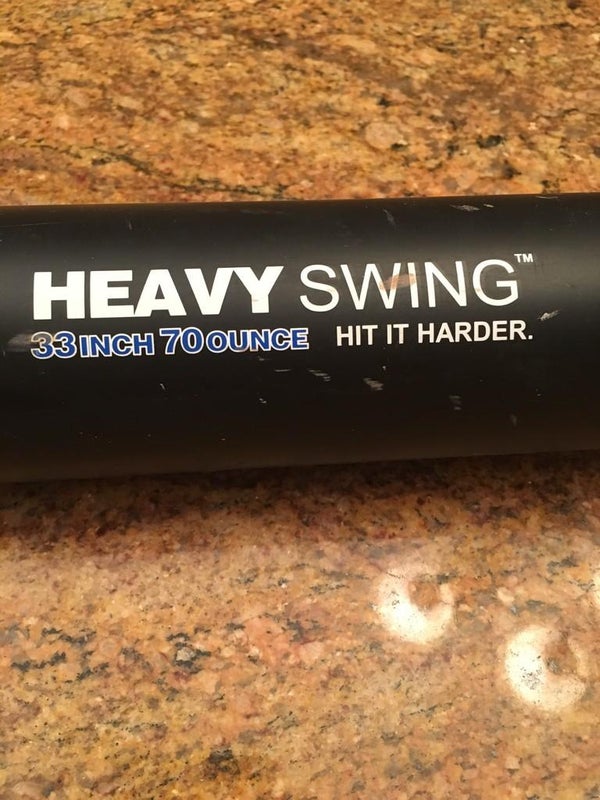 HEAVY SWING™
33 INCH 70 OUNCE HIT IT HARDER.